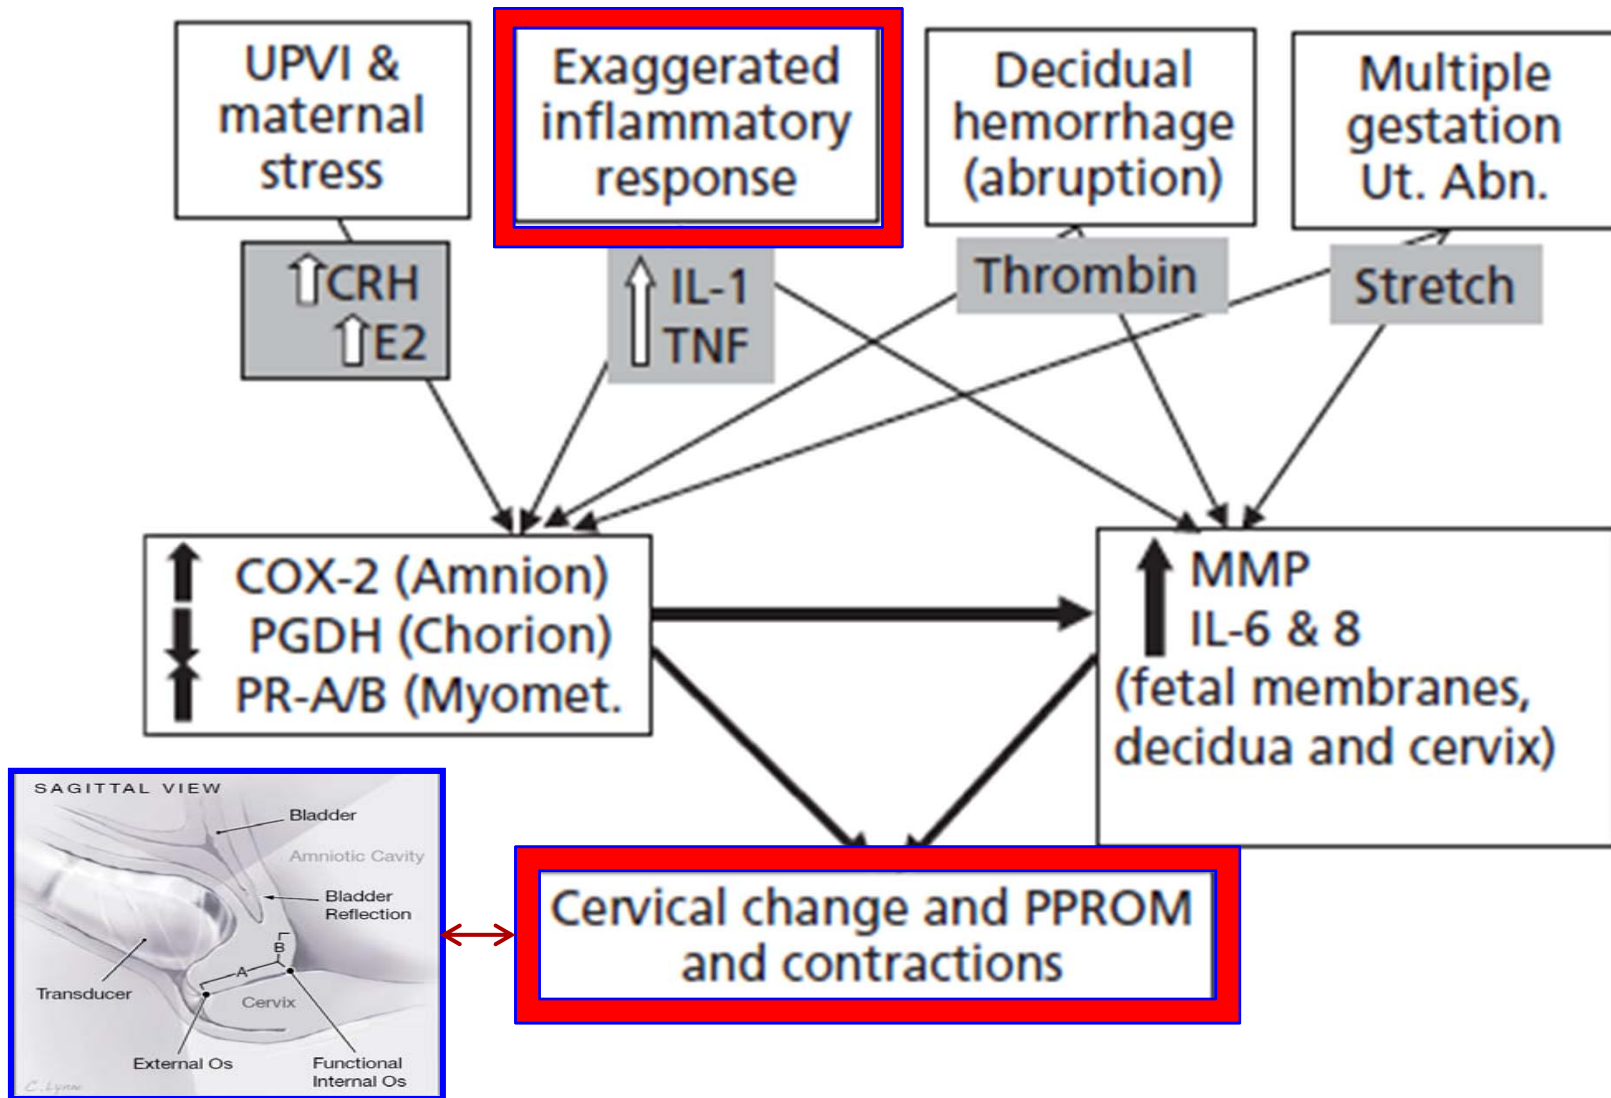 UPVI &
maternal
stress
Exaggerated
inflammatory
response
Decidual
hemorrhage
(abruption)
Multiple
gestation
Ut. Abn.
CRH
E2
IL-1
TNF
Thrombin
Stretch
COX-2 (Amnion)
PGDH (Chorion)
PR-A/B (Myomet.
MMP
IL-6 & 8
(fetal membranes,
decidua and cervix)
SAGITTAL VIEW
Bladder
Amniotic Cavity
Bladder
Reflection
B
A
Transducer
Cervix
External Os
Functional
Internal Os
C. Lynn
Cervical change and PPROM
and contractions